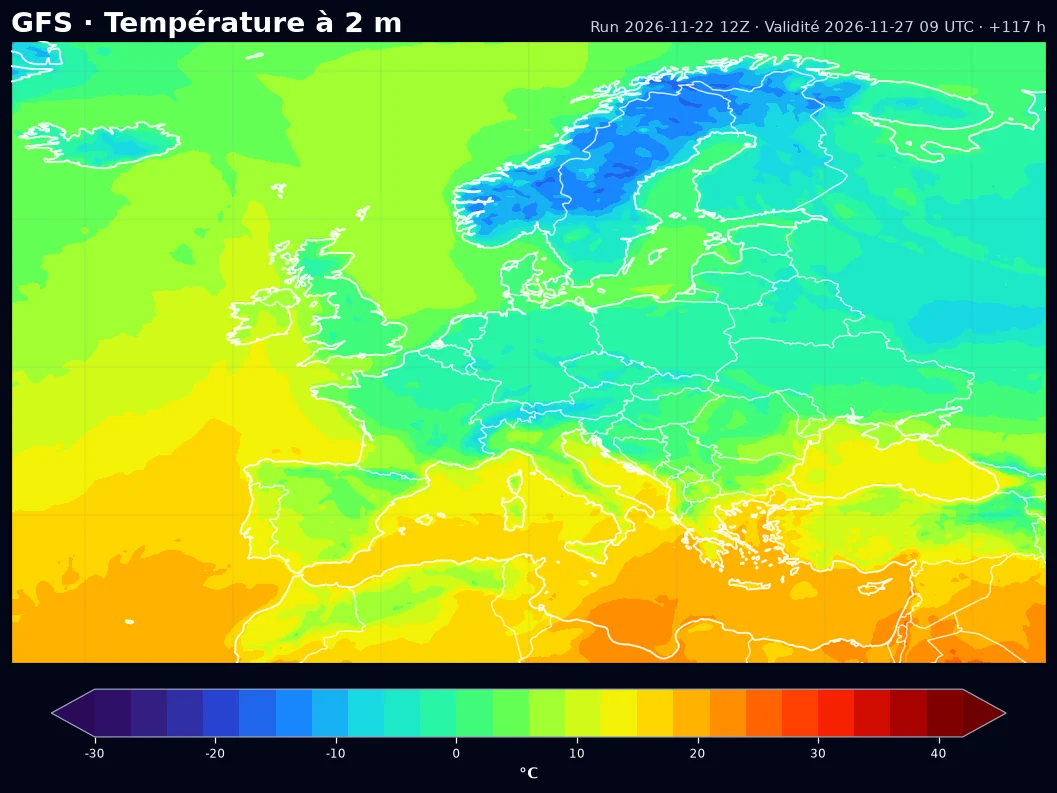 GFS · Température à 2 m
Run 2026-11-22 12Z · Validité 2026-11-27 09 UTC · +117 h
-30 -20 -10 0 10 20 30 40
°C